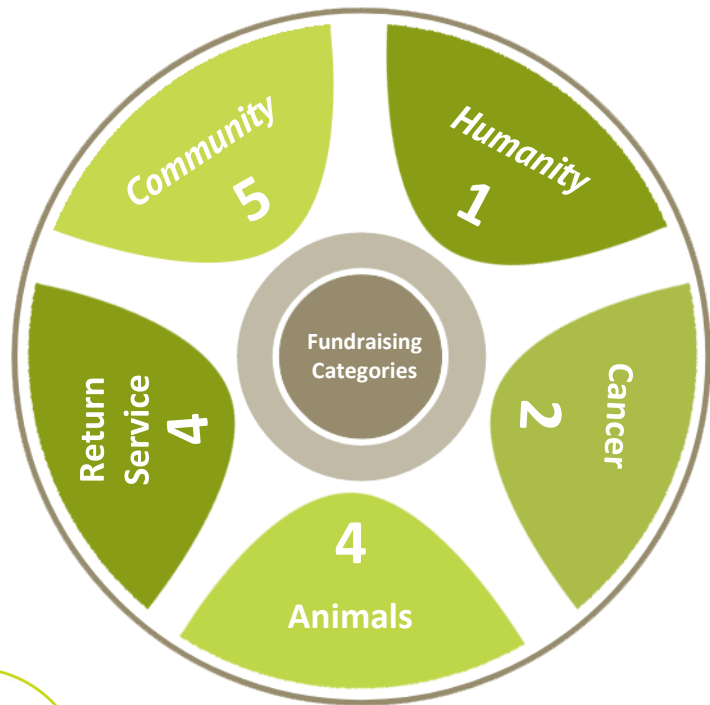 Fundraising
Categories
Humanity
1
Cancer
2
4
Animals
Return
Service
4
Community
5